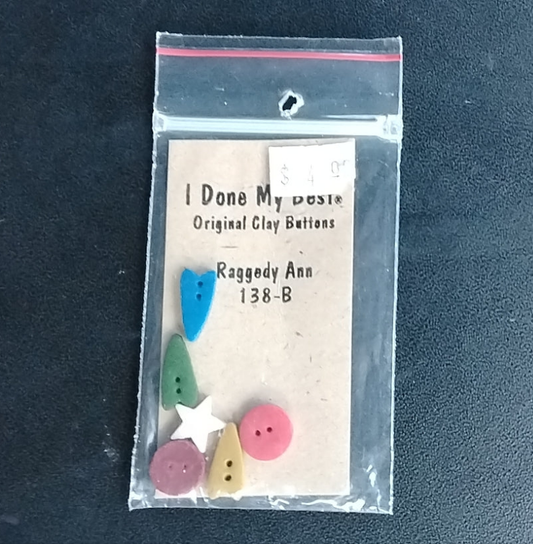 I Done My Best®
Original Clay Buttons
Raggedy Ann
138-B